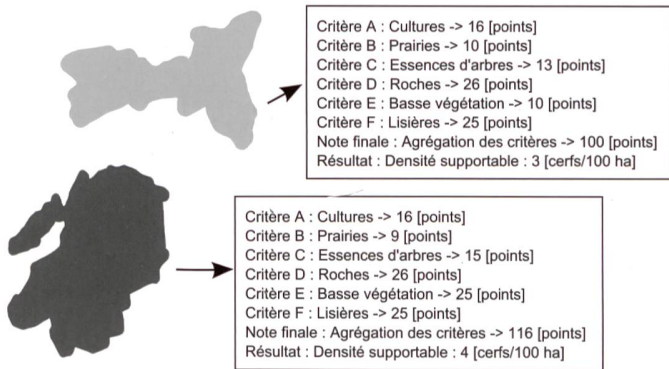 Critère A : Cultures -> 16 [points]
Critère B : Prairies -> 10 [points]
Critère C : Essences d'arbres -> 13 [points]
Critère D : Roches -> 26 [points]
Critère E : Basse végétation -> 10 [points]
Critère F : Lisières -> 25 [points]
Note finale : Agrégation des critères -> 100 [points]
Résultat : Densité supportable : 3 [cerfs/100 ha]
Critère A : Cultures -> 16 [points]
Critère B : Prairies -> 9 [points]
Critère C : Essences d'arbres -> 15 [points]
Critère D : Roches -> 26 [points]
Critère E : Basse végétation -> 25 [points]
Critère F : Lisières -> 25 [points]
Note finale : Agrégation des critères -> 116 [points]
Résultat : Densité supportable : 4 [cerfs/100 ha]